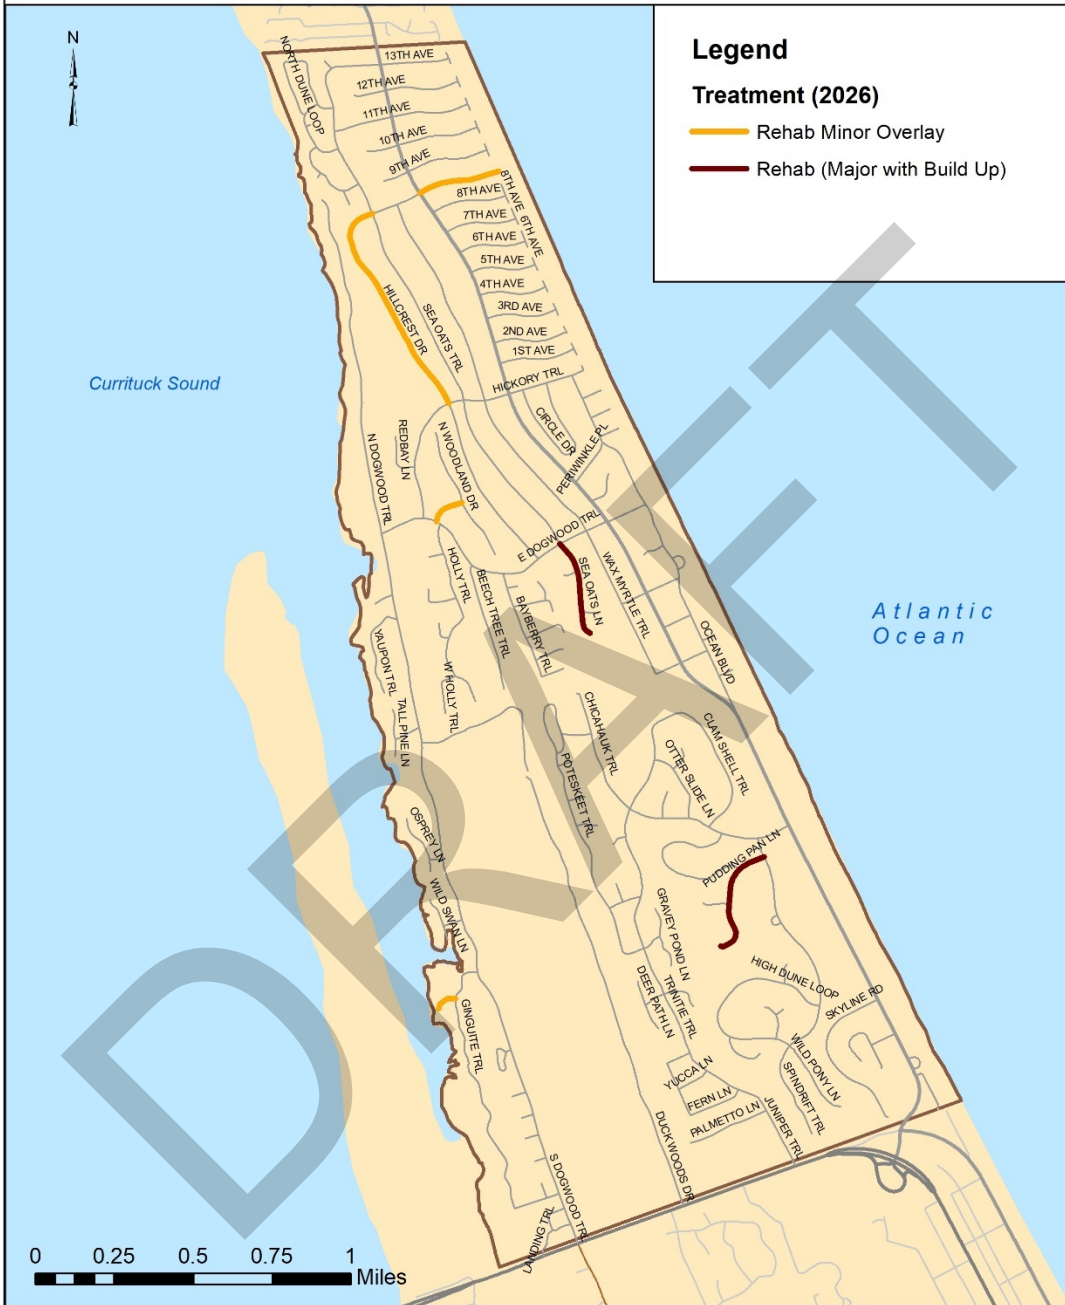 Legend
Treatment (2026)
Rehab Minor Overlay
Rehab (Major with Build Up)
N
13TH AVE
NORTH DUNE LOOP
12TH AVE
11TH AVE
10TH AVE
9TH AVE
8TH AVE
8TH AVE
7TH AVE
6TH AVE
6TH AVE
5TH AVE
4TH AVE
3RD AVE
2ND AVE
1ST AVE
HILLCREST DR
SEA OATS TRL
HICKORY TRL
Currituck Sound
CIRCLE DR
PERIWINKLE PL
REDBAY LN
N WOODLAND DR
N DOGWOOD TRL
E DOGWOOD TRL
HOLLY TRL
BEECH TREE TRL
BAYBERRY TRL
SEA OATS LN
WAX MYRTLE TRL
OCEAN BLVD
Atlantic
Ocean
YAUPON TRL
W HOLLY TRL
TALL PINE LN
CHICAHAUK TRL
POTESKEET TRL
OTTER SLIDE LN
CLAM SHELL TRL
OSPREY LN
PUDDING PAN LN
WILD SWAN LN
GRAVEY POND LN
TRINITIE TRL
DEER PATH LN
HIGH DUNE LOOP
SKYLINE RD
GINGUITE TRL
WILD PONY LN
SPINDRIFT TRL
YUCCA LN
FERN LN
PALMETTO LN
JUNIPER TRL
DUCK WOODS DR
S DOGWOOD TRL
LANDING TRL
DRAFT
0 0.25 0.5 0.75 1
Miles